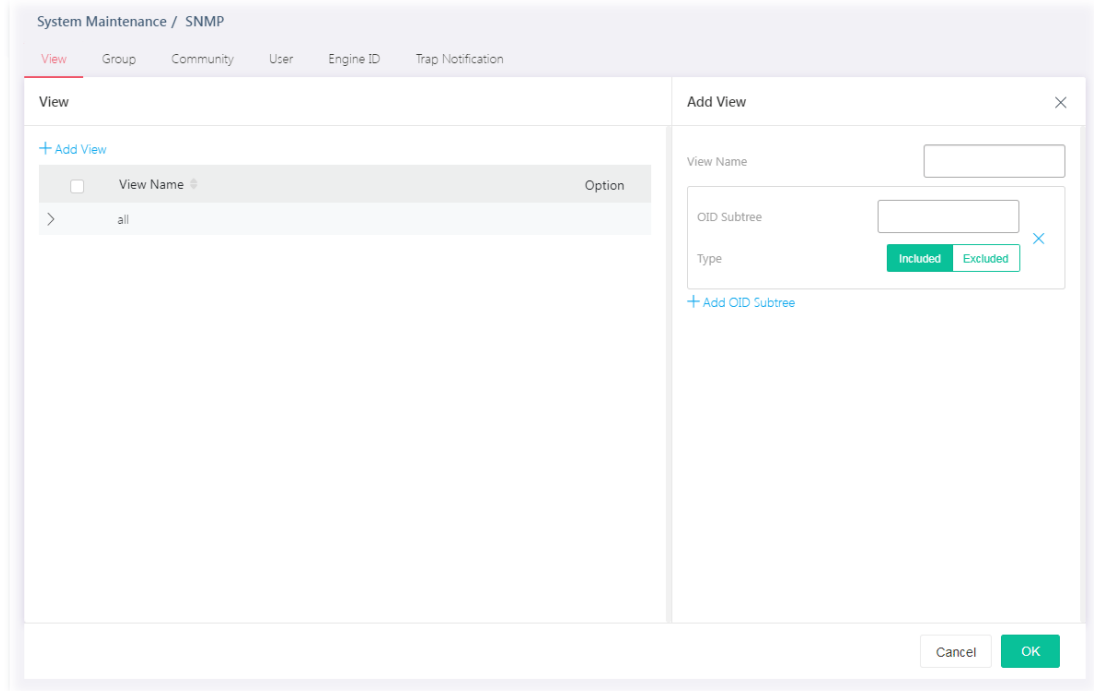 System Maintenance / SNMP
View Group Community User Engine ID Trap Notification
View
Add View
View Name Option
all
Add View
View Name
OID Subtree
Type Included Excluded
Add OID Subtree
Cancel OK